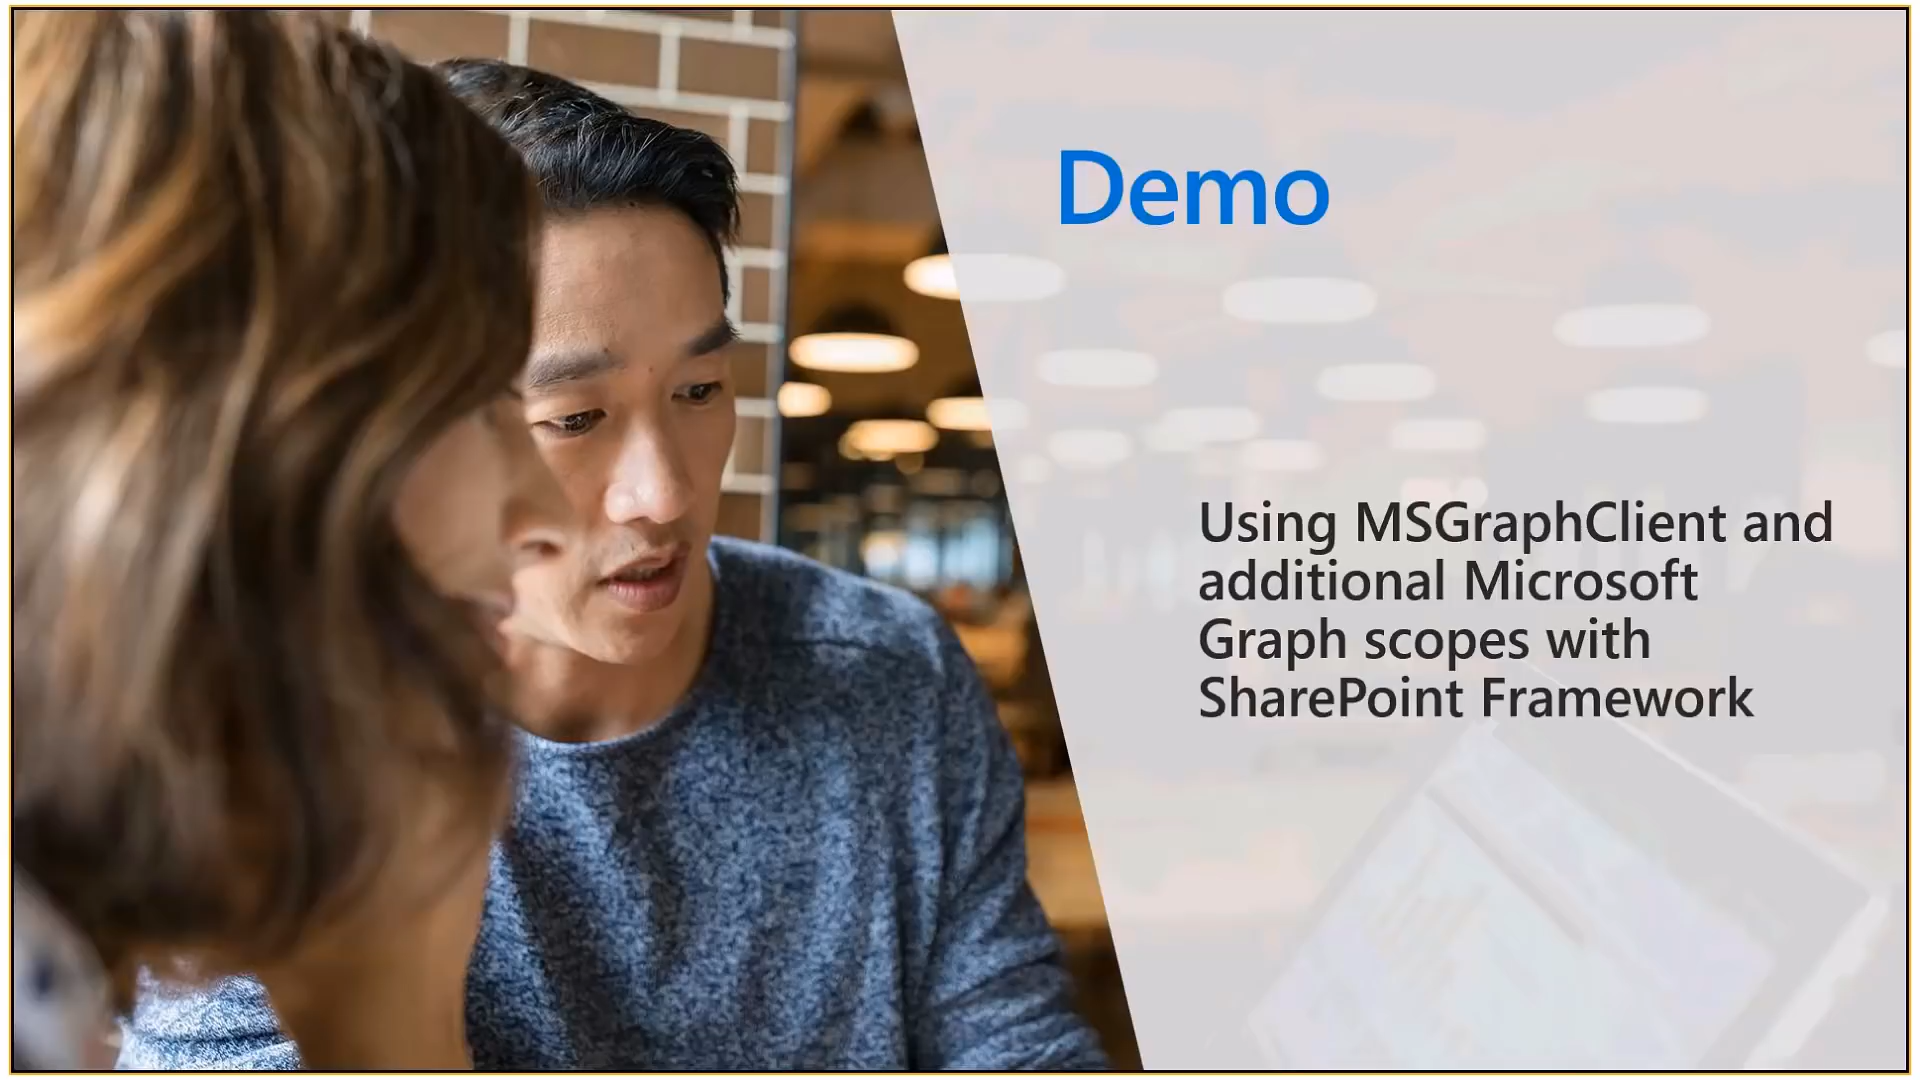 Demo
Using MSGraphClient and
additional Microsoft
Graph scopes with
SharePoint Framework